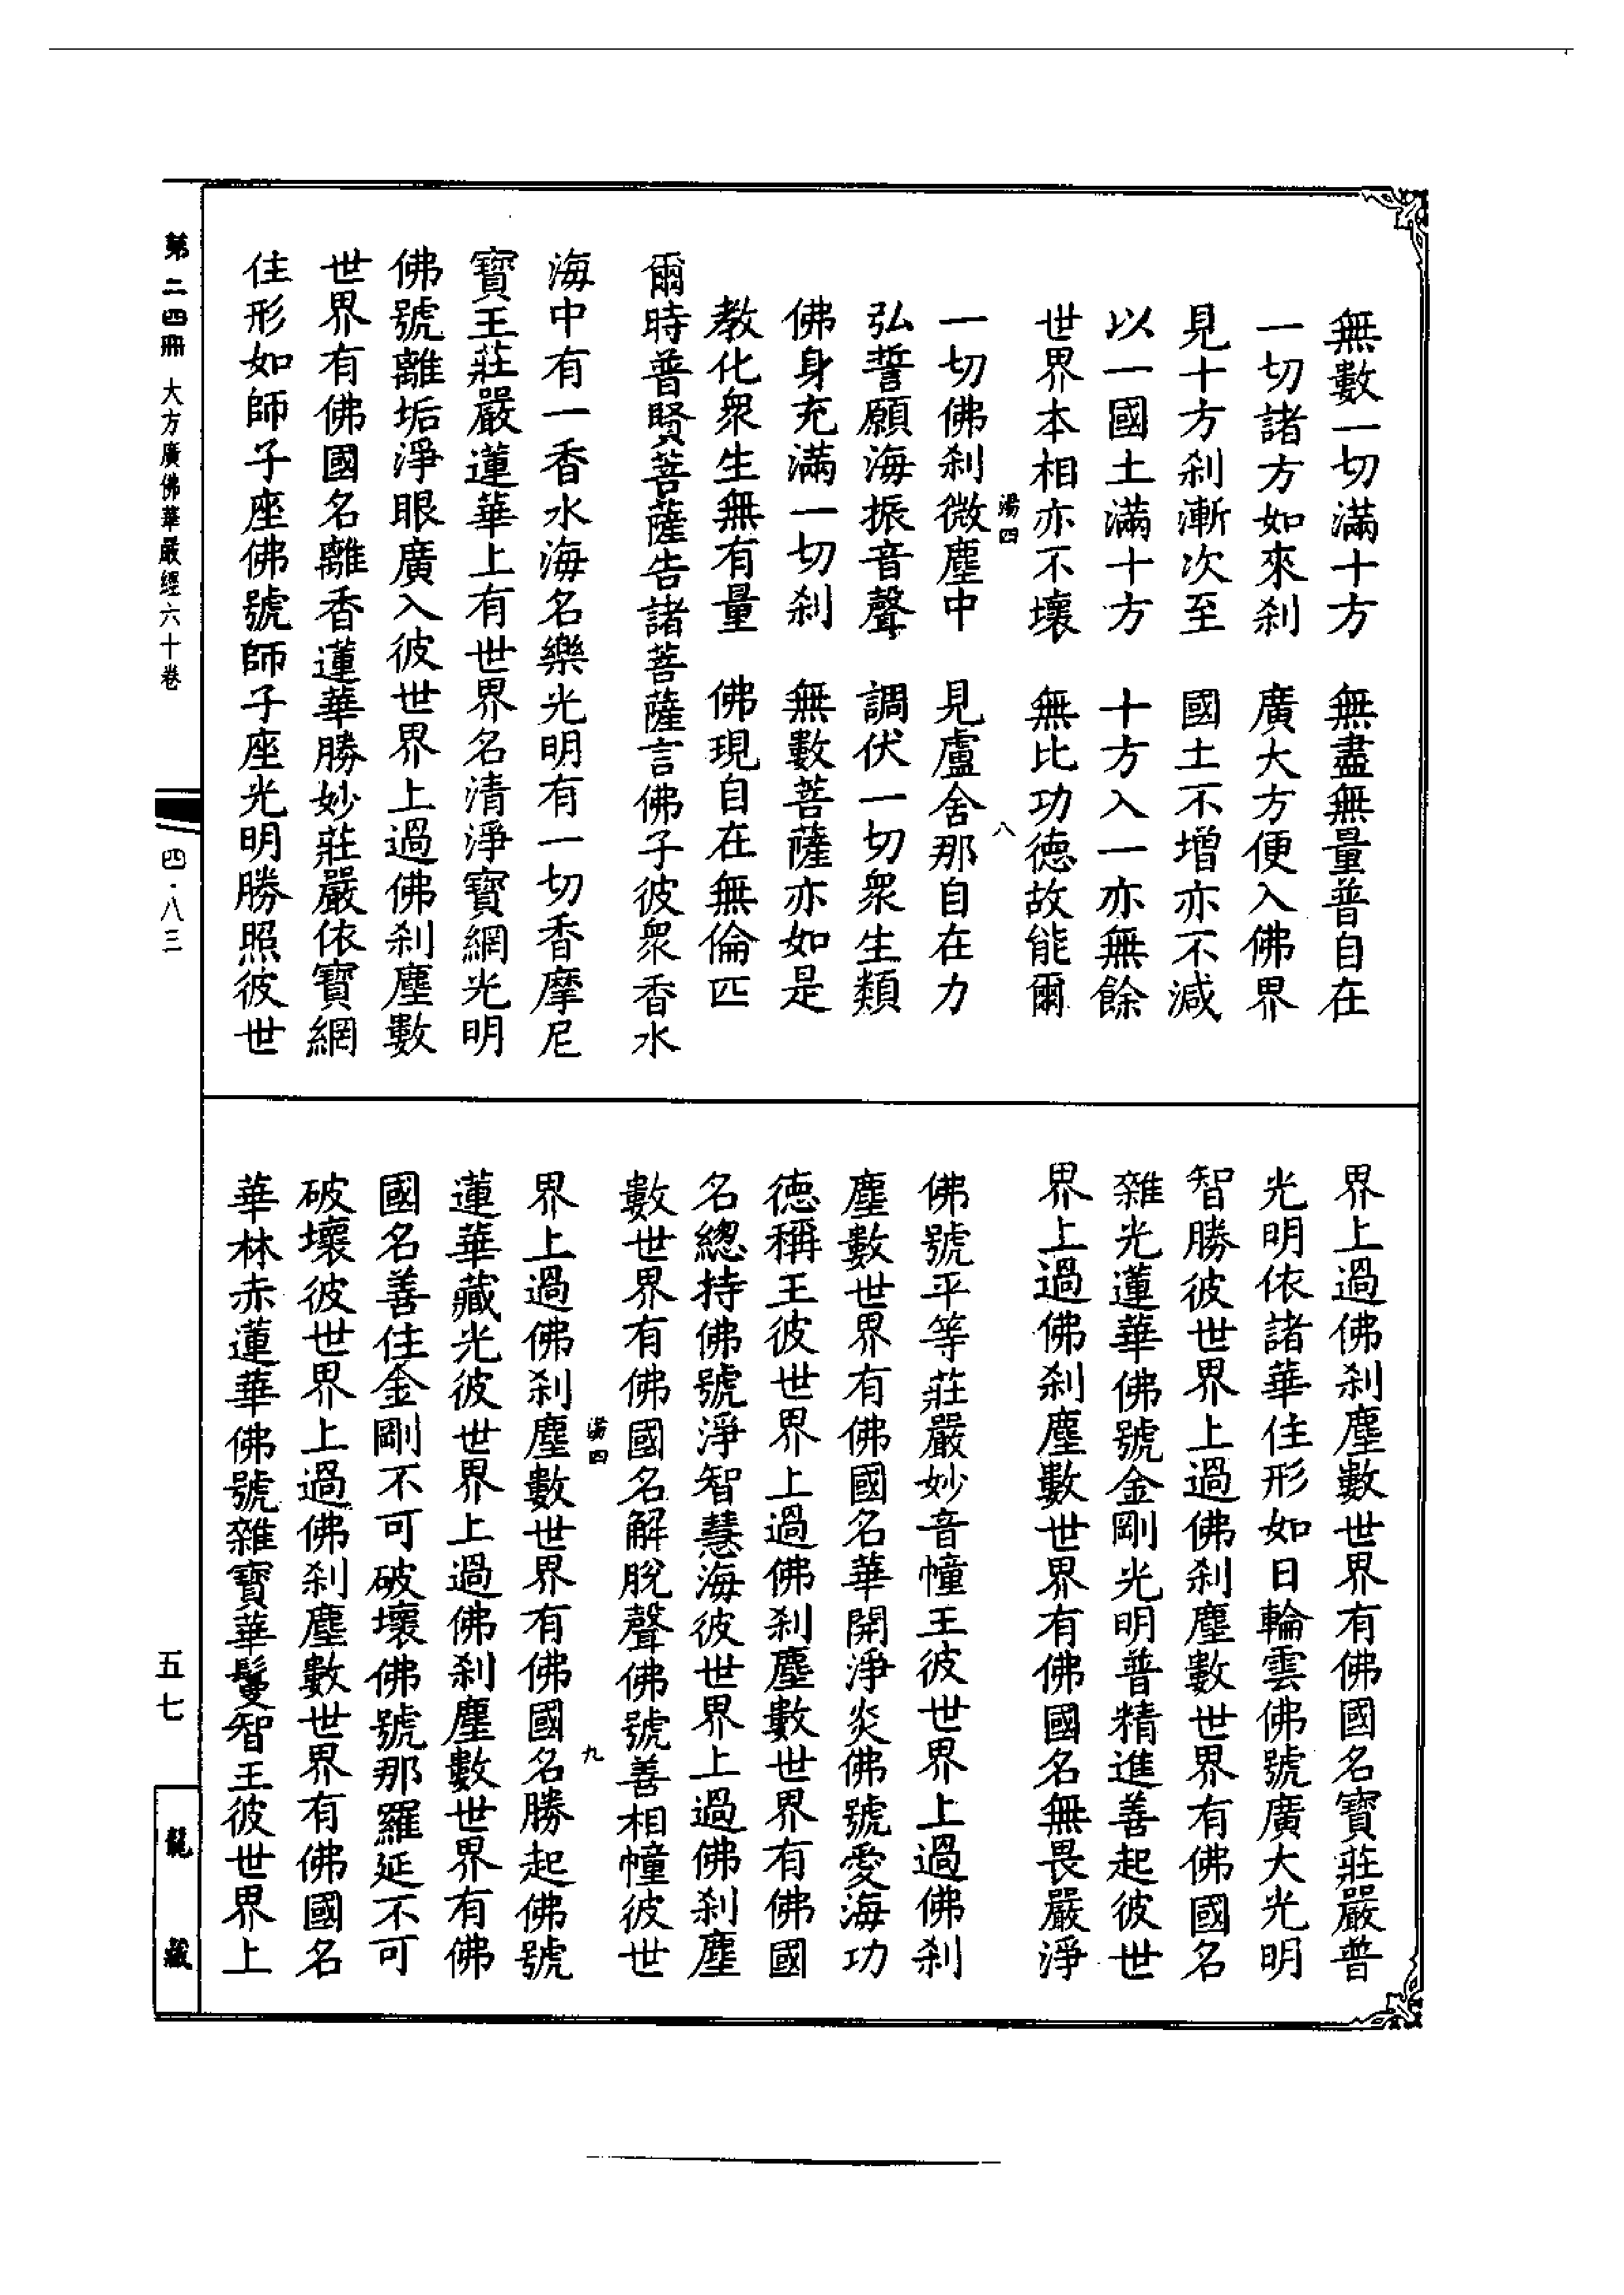 無數一切滿十方　無盡無量普自在
一切諸方如來刹　廣大方便入佛界
見十方刹漸次至　國土不增亦不減
以一國土滿十方　十方入一亦無餘
世界本相亦不壞　無比功德故能爾
湯四　八
一切佛刹微塵中　見盧舍那自在力
弘誓願海振音聲　調伏一切衆生類
佛身充滿一切刹　無數菩薩亦如是
教化衆生無有量　佛現自在無倫匹
爾時普賢菩薩告諸菩薩言佛子彼衆香水
海中有一香水海名樂光明有一切香摩尼
寶王莊嚴蓮華上有世界名清淨寶網光明
佛號離垢淨眼廣入彼世界上過佛刹塵數
世界有佛國名離香蓮華勝妙莊嚴依寶網
住形如師子座佛號師子座光明勝照彼世
界上過佛刹塵數世界有佛國名寶莊嚴普
光明依諸華住形如日輪雲佛號廣大光明
智勝彼世界上過佛刹塵數世界有佛國名
雜光蓮華佛號金剛光明普精進善起彼世
界上過佛刹塵數世界有佛國名無畏嚴淨
佛號平等莊嚴妙音幢王彼世界上過佛刹
塵數世界有佛國名華開淨炎佛號愛海功
德稱王彼世界上過佛刹塵數世界有佛國
名總持佛號淨智慧海彼世界上過佛刹塵
數世界有佛國名解脫聲佛號善相幢彼世
湯四　九
界上過佛刹塵數世界有佛國名勝起佛號
蓮華藏光彼世界上過佛刹塵數世界有佛
國名善住金剛不可破壞佛號那羅延不可
破壞彼世界上過佛刹塵數世界有佛國名
華林赤蓮華佛號雜寶華鬘智王彼世界上
第二四冊　大方廣佛華嚴經六十卷
四·八三
五七
龍藏